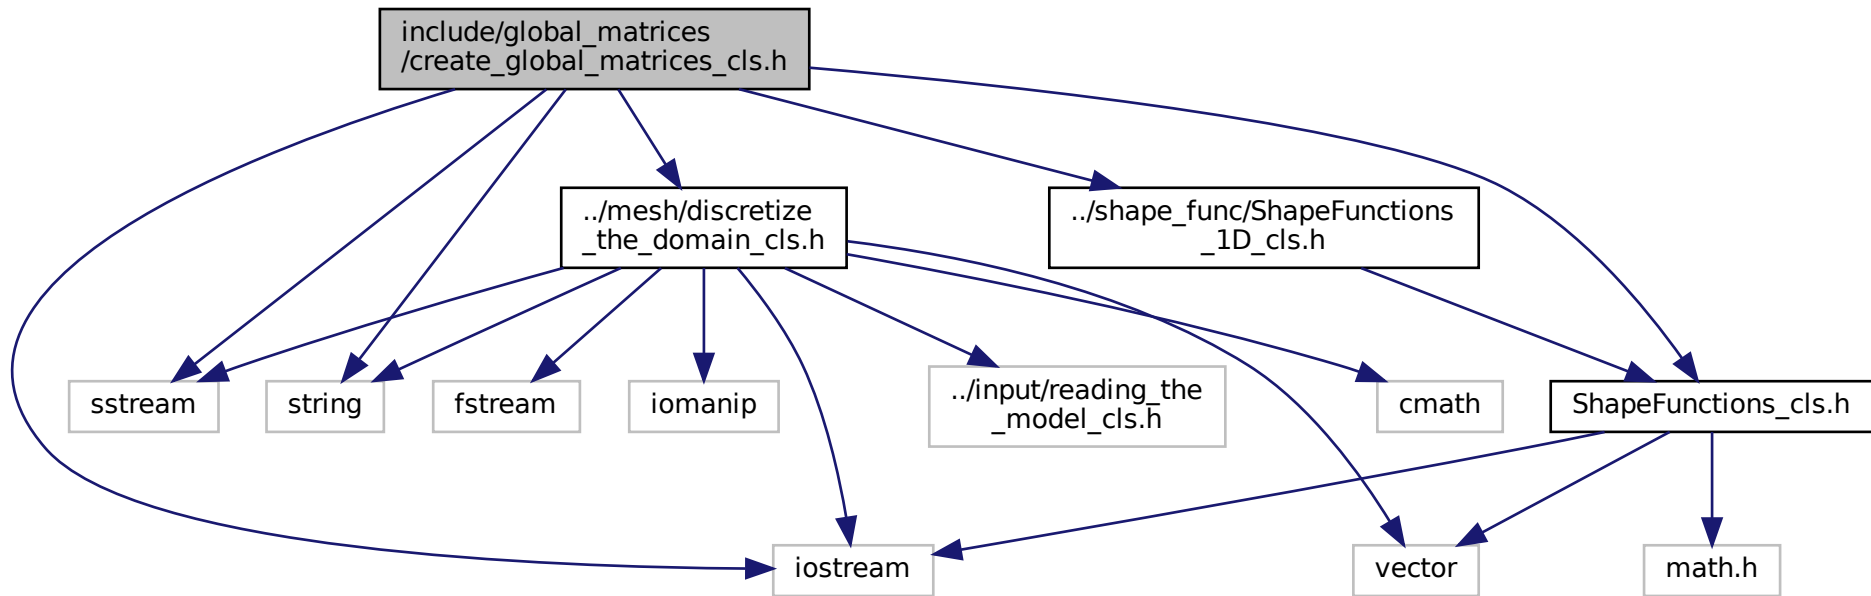 include/global_matrices
/create_global_matrices_cls.h
../mesh/discretize
_the_domain_cls.h
../shape_func/ShapeFunctions
_1D_cls.h
sstream
string
fstream
iomanip
../input/reading_the
_model_cls.h
cmath
ShapeFunctions_cls.h
iostream
vector
math.h